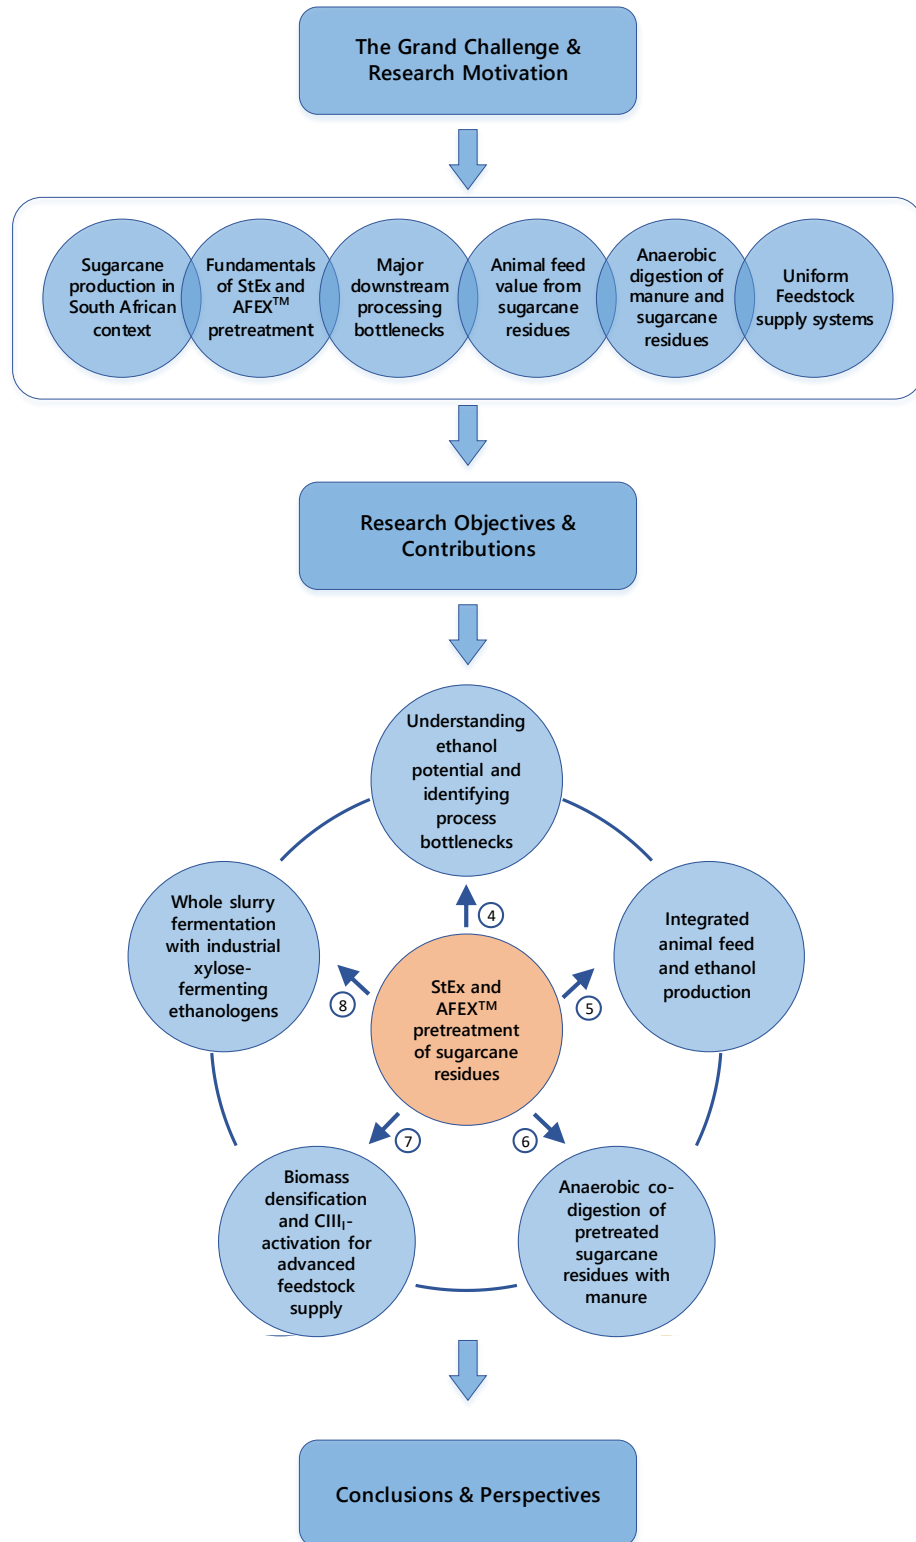 The Grand Challenge &
Research Motivation
Sugarcane
production in
South African
context
Fundamentals
of StEx and
AFEX™
pretreatment
Major
downstream
processing
bottlenecks
Animal feed
value from
sugarcane
residues
Anaerobic
digestion of
manure and
sugarcane
residues
Uniform
Feedstock
supply systems
Research Objectives &
Contributions
Understanding
ethanol
potential and
identifying
process
bottlenecks
4
Integrated
animal feed
and ethanol
production
5
StEx and
AFEX™
pretreatment
of sugarcane
residues
Whole slurry
fermentation
with industrial
xylose-
fermenting
ethanologens
8
7
6
Biomass
densification
and CIIII-
activation for
advanced
feedstock
supply
Anaerobic co-
digestion of
pretreated
sugarcane
residues with
manure
Conclusions & Perspectives